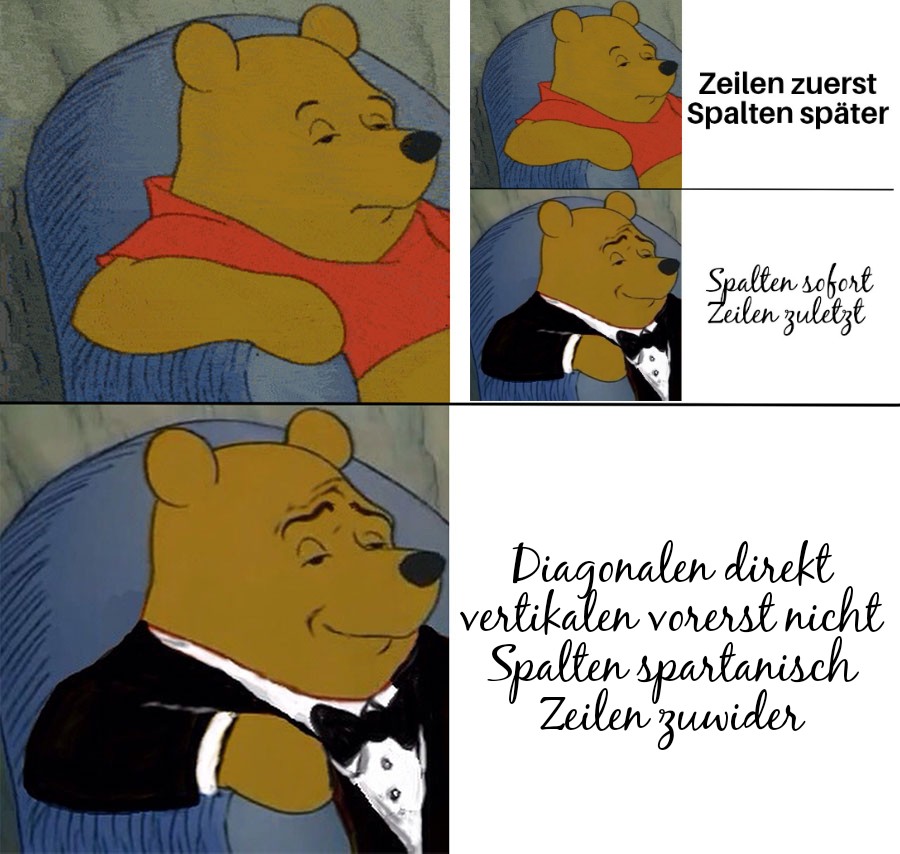 Zeilen zuerst
Spalten später
Spalten sofort
Zeilen zuletzt
Diagonalen direkt
vertikalen vorerst nicht
Spalten spartanisch
Zeilen zuwider